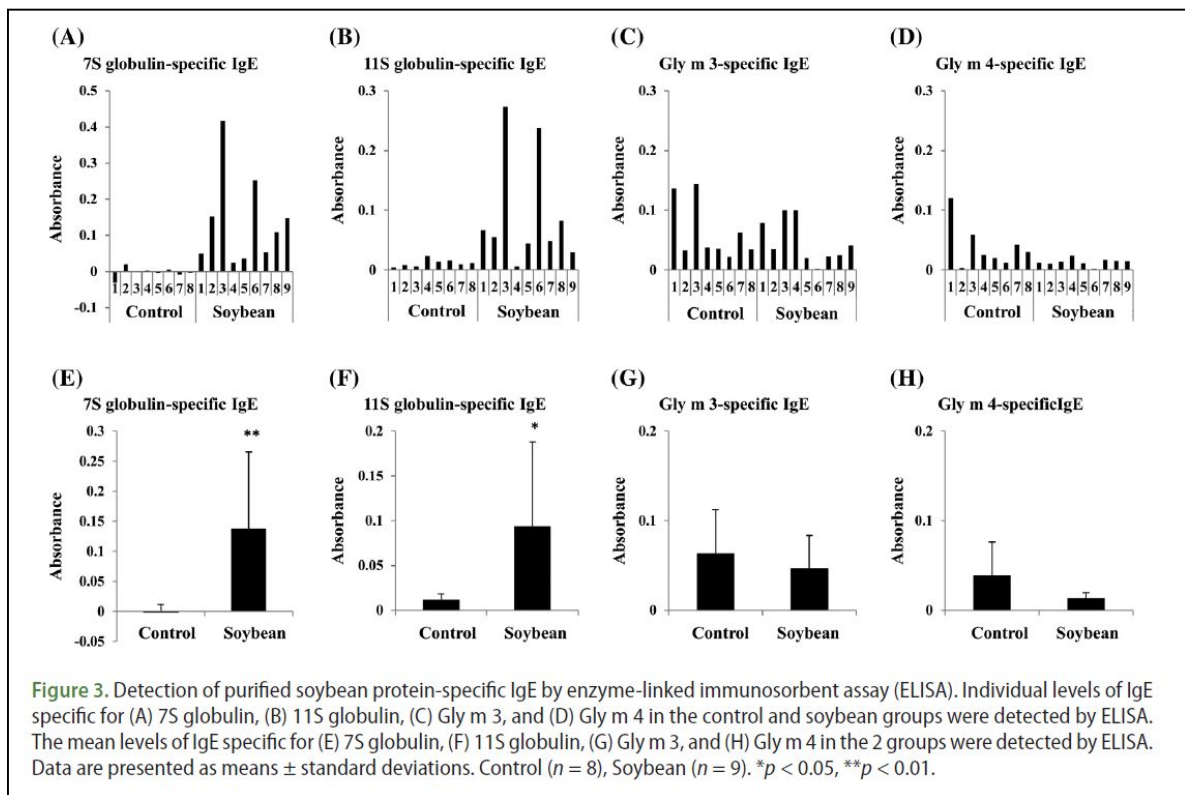 (A)
7S globulin-specific IgE
0.5
0.4
0.3
0.2
0.1
0
-0.1
Absorbance
1 2 3 4 5 6 7 8 1 2 3 4 5 6 7 8 9
Control Soybean
(B)
11S globulin-specific IgE
0.3
0.2
0.1
0
Absorbance
1 2 3 4 5 6 7 8 1 2 3 4 5 6 7 8 9
Control Soybean
(C)
Gly m 3-specific IgE
0.3
0.2
0.1
0
Absorbance
1 2 3 4 5 6 7 8 1 2 3 4 5 6 7 8 9
Control Soybean
(D)
Gly m 4-specific IgE
0.3
0.2
0.1
0
Absorbance
1 2 3 4 5 6 7 8 1 2 3 4 5 6 7 8 9
Control Soybean
(E)
7S globulin-specific IgE
0.3
0.25
0.2
0.15
0.1
0.05
0
-0.05
Absorbance
**
Control Soybean
(F)
11S globulin-specific IgE
0.2
0.15
0.1
0.05
0
Absorbance
*
Control Soybean
(G)
Gly m 3-specific IgE
0.2
0.1
0
Absorbance
Control Soybean
(H)
Gly m 4-specificIgE
0.2
0.1
0
Absorbance
Control Soybean
Figure 3. Detection of purified soybean protein-specific IgE by enzyme-linked immunosorbent assay (ELISA). Individual levels of IgE
specific for (A) 7S globulin, (B) 11S globulin, (C) Gly m 3, and (D) Gly m 4 in the control and soybean groups were detected by ELISA.
The mean levels of IgE specific for (E) 7S globulin, (F) 11S globulin, (G) Gly m 3, and (H) Gly m 4 in the 2 groups were detected by ELISA.
Data are presented as means ± standard deviations. Control (n = 8), Soybean (n = 9). *p < 0.05, **p < 0.01.